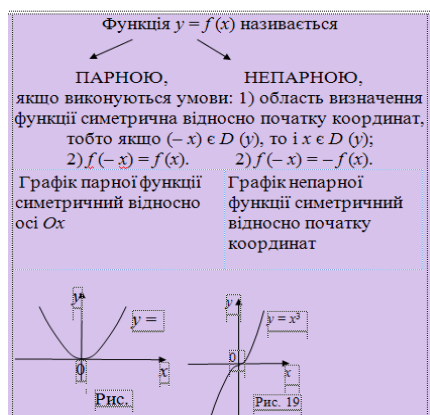 Функція y = f (x) називається
ПАРНОЮ, НЕПАРНОЮ,
якщо виконуються умови: 1) область визначення
функції симетрична відносно початку координат,
тобто якщо (– x) є D (y), то і x є D (y);
2) f (– x) = f (x). 2) f (– x) = – f (x).
Графік парної функції
симетричний відносно
осі Ox
Графік непарної
функції симетричний
відносно початку
координат
y
y =
0
x
Рис.
y
y = x³
0
x
Рис. 19